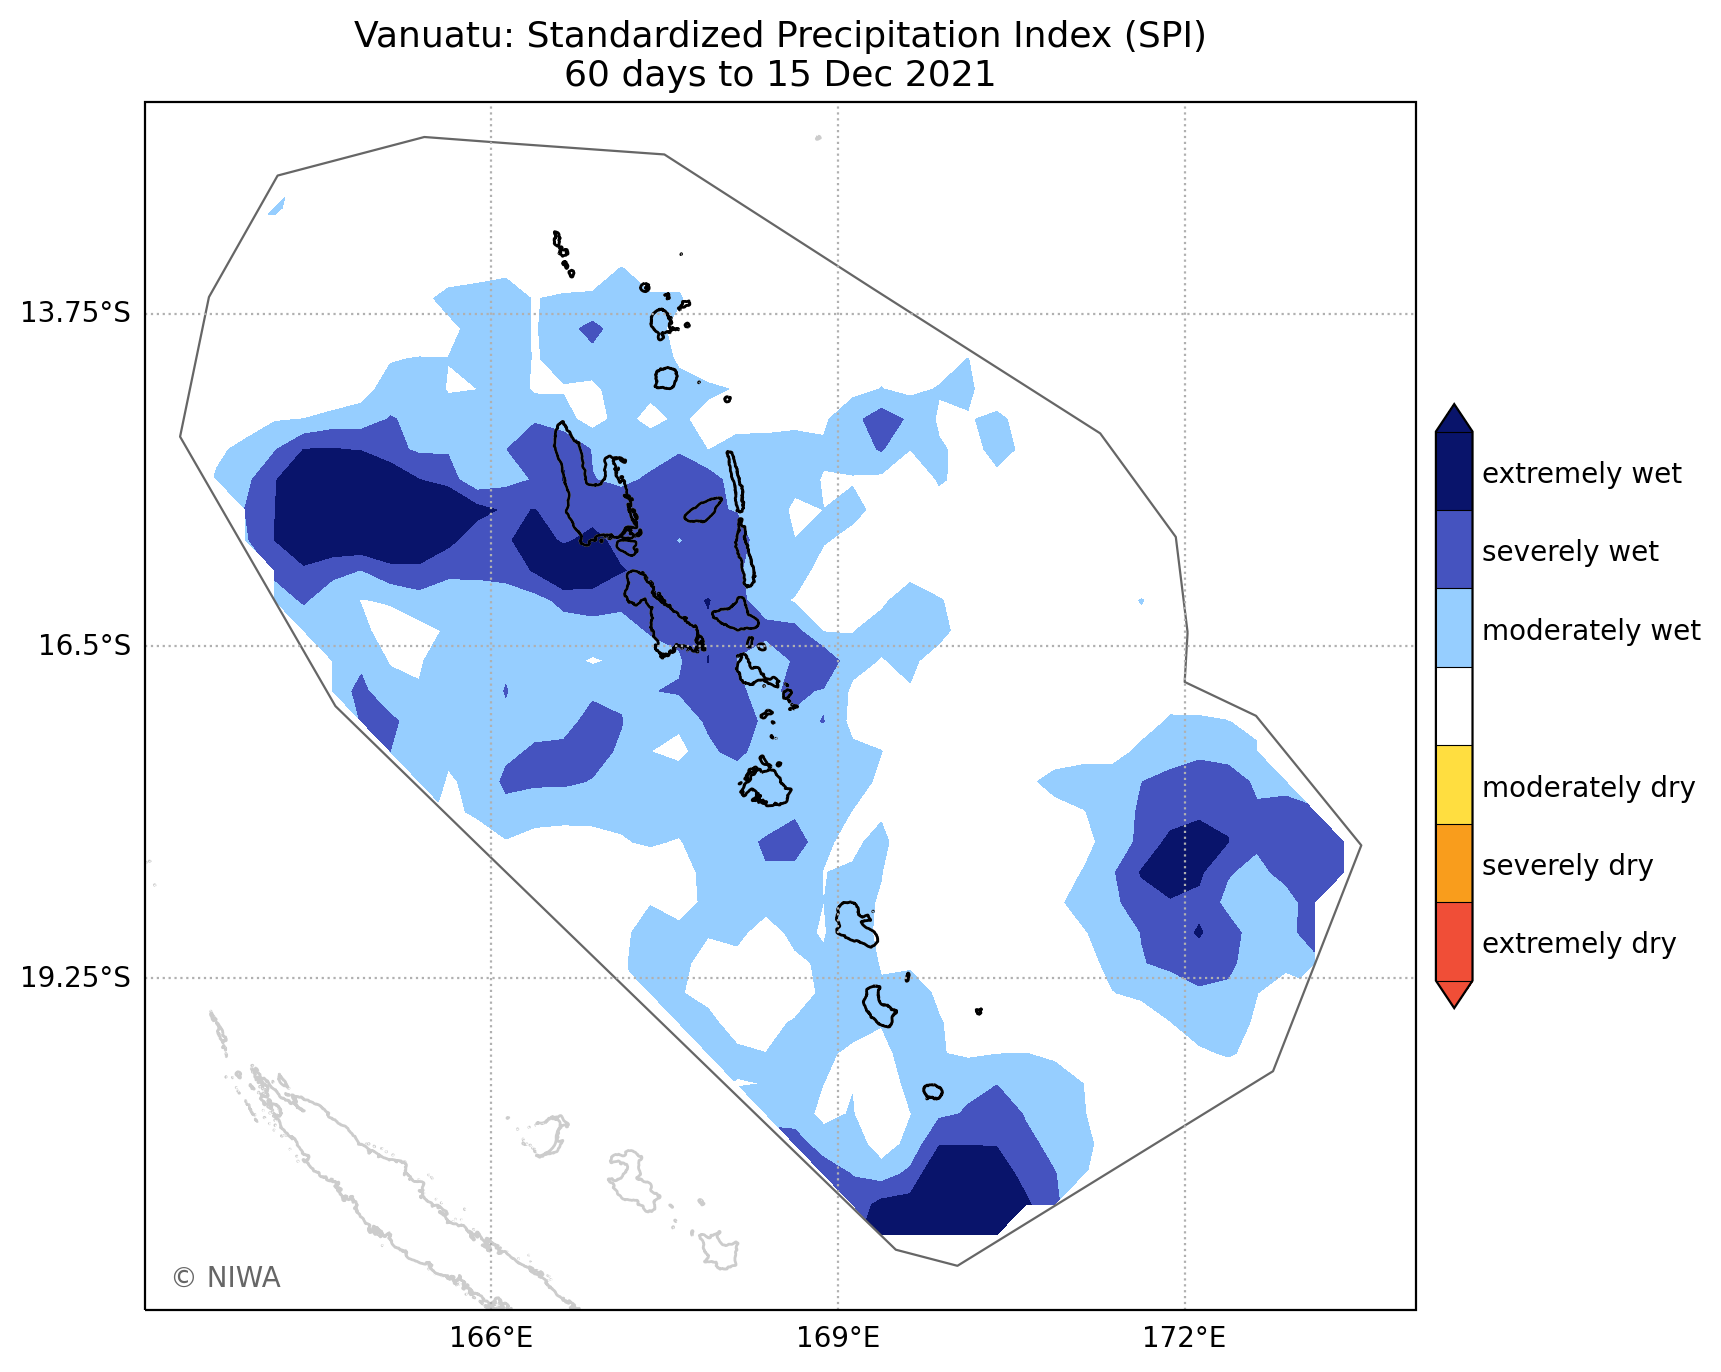 Vanuatu: Standardized Precipitation Index (SPI)
60 days to 15 Dec 2021
13.75°S
16.5°S
19.25°S
166°E
169°E
172°E
extremely wet
severely wet
moderately wet
moderately dry
severely dry
extremely dry
© NIWA